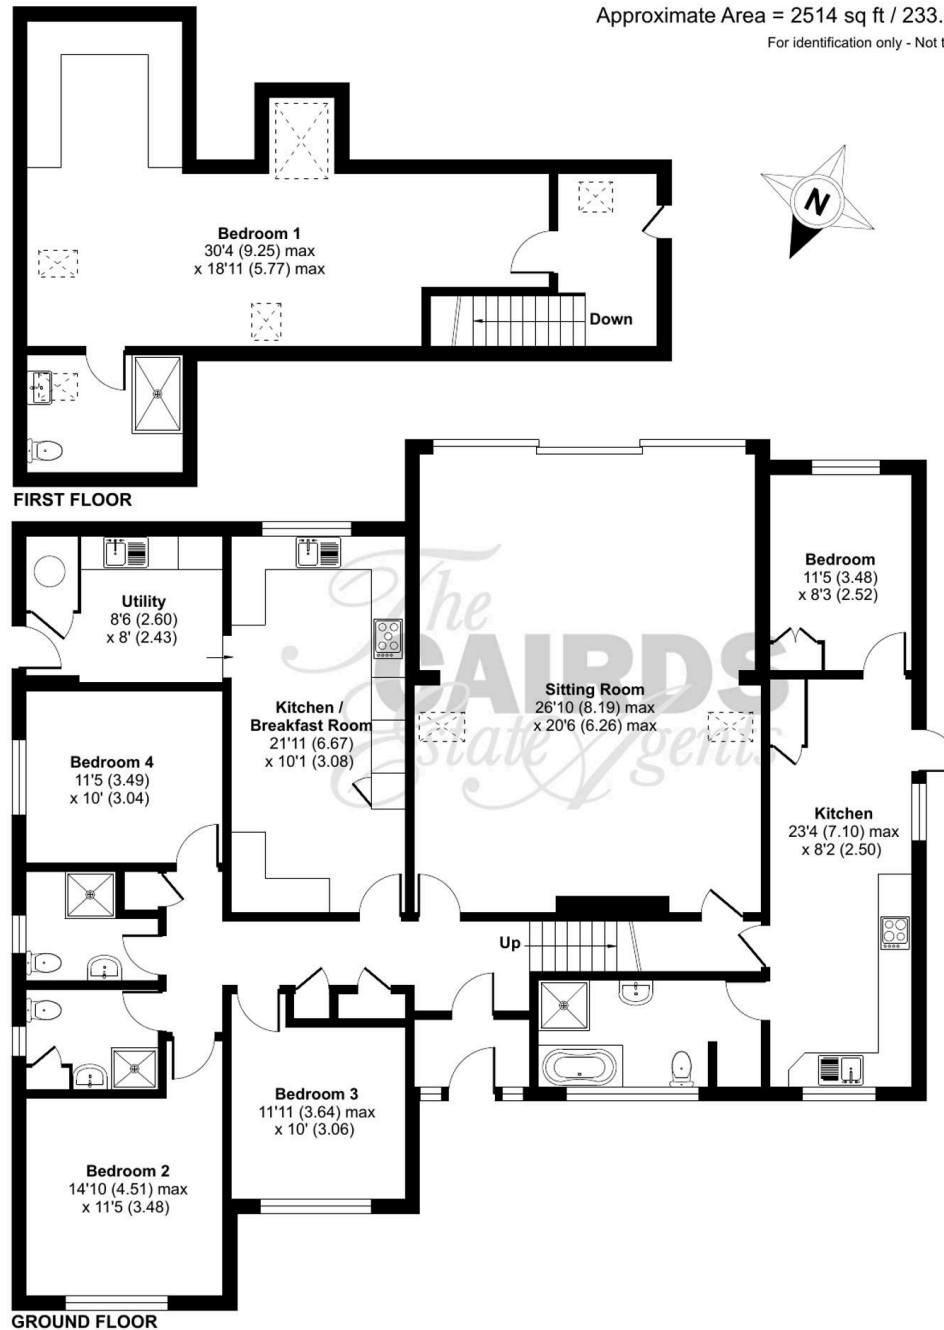 Approximate Area = 2514 sq ft / 233.
For identification only - Not t
N
Bedroom 1
30'4 (9.25) max
x 18'11 (5.77) max
Down
FIRST FLOOR
The
CAIRDS
Estate Agents
Utility
8'6 (2.60)
x 8' (2.43)
Kitchen /
Breakfast Room
21'11 (6.67)
x 10'1 (3.08)
Sitting Room
26'10 (8.19) max
x 20'6 (6.26) max
Bedroom
11'5 (3.48)
x 8'3 (2.52)
Bedroom 4
11'5 (3.49)
x 10' (3.04)
Kitchen
23'4 (7.10) max
x 8'2 (2.50)
Up
Bedroom 3
11'11 (3.64) max
x 10' (3.06)
Bedroom 2
14'10 (4.51) max
x 11'5 (3.48)
GROUND FLOOR